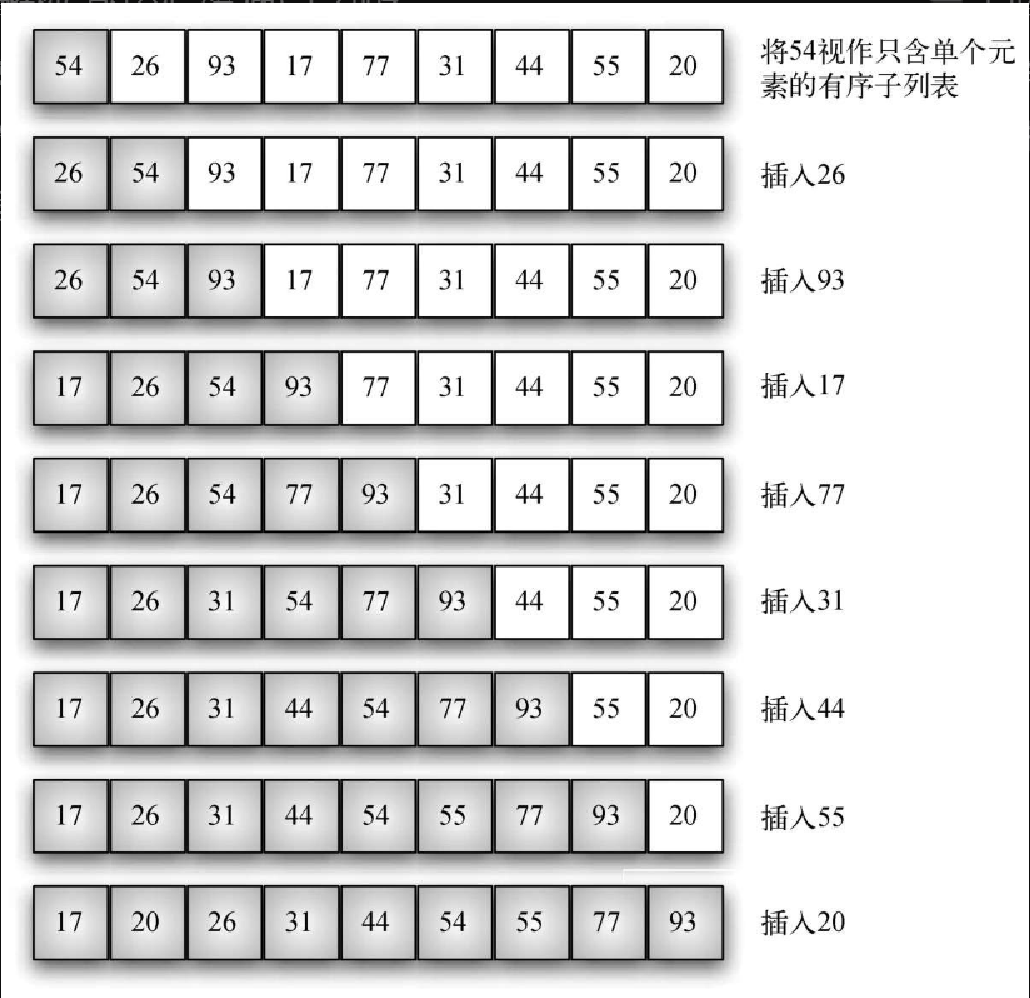 54 26 93 17 77 31 44 55 20 将54视作只含单个元
素的有序子列表
26 54 93 17 77 31 44 55 20 插入26
26 54 93 17 77 31 44 55 20 插入93
17 26 54 93 77 31 44 55 20 插入17
17 26 54 77 93 31 44 55 20 插入77
17 26 31 54 77 93 44 55 20 插入31
17 26 31 44 54 77 93 55 20 插入44
17 26 31 44 54 55 77 93 20 插入55
17 20 26 31 44 54 55 77 93 插入20